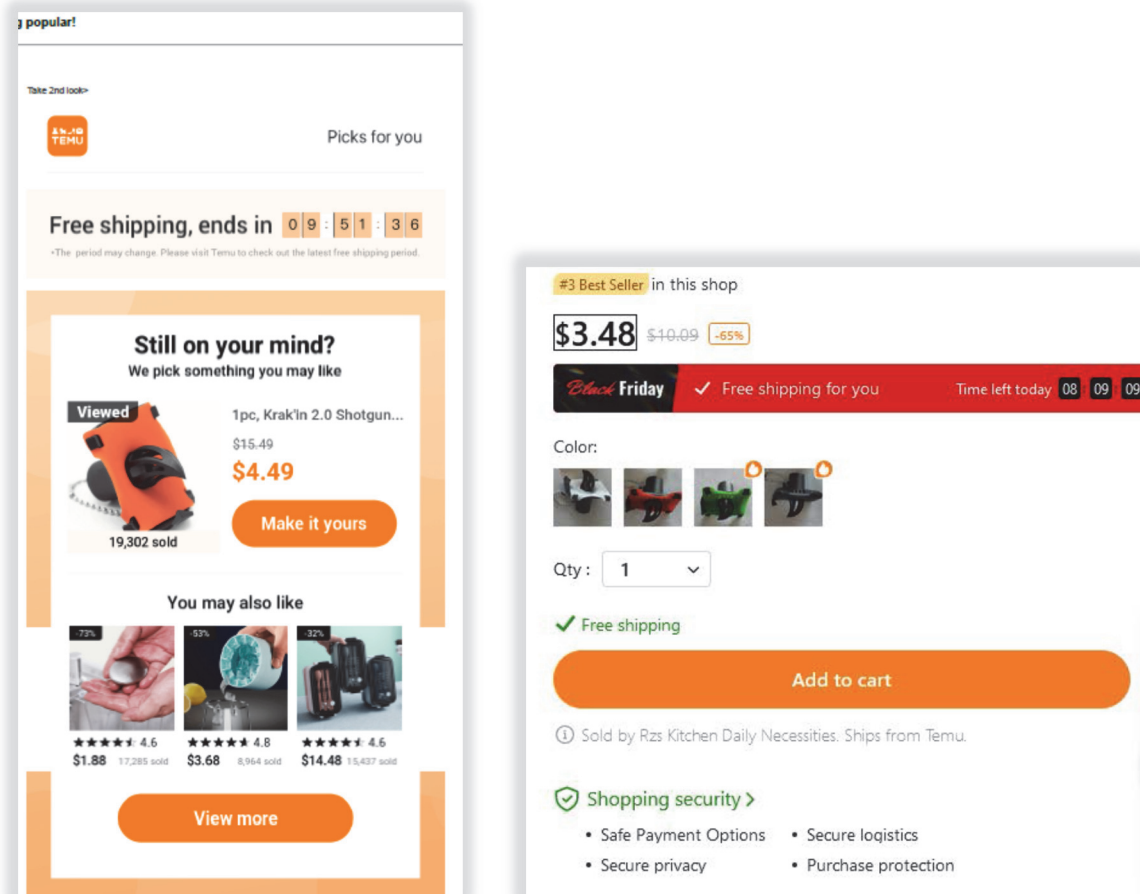 g popular!
Take 2nd look>
TEMU
Picks for you
Free shipping, ends in 09:51:36
*The period may change. Please visit Temu to check out the latest free shipping period.
Still on your mind?
We pick something you may like
Viewed
1pc, Krak'in 2.0 Shotgun...
$15.49
$4.49
Make it yours
19,302 sold
You may also like
-73% -53% -32%
4.6 4.8 4.6
$1.88 17,285 sold $3.68 8,964 sold $14.48 15,437 sold
View more
#3 Best Seller in this shop
$3.48 $10.09 -65%
Black Friday ✓ Free shipping for you Time left today 08 09 09
Color:
Qty : 1
Free shipping
Add to cart
Sold by Rzs Kitchen Daily Necessities. Ships from Temu.
Shopping security >
• Safe Payment Options • Secure logistics
• Secure privacy • Purchase protection